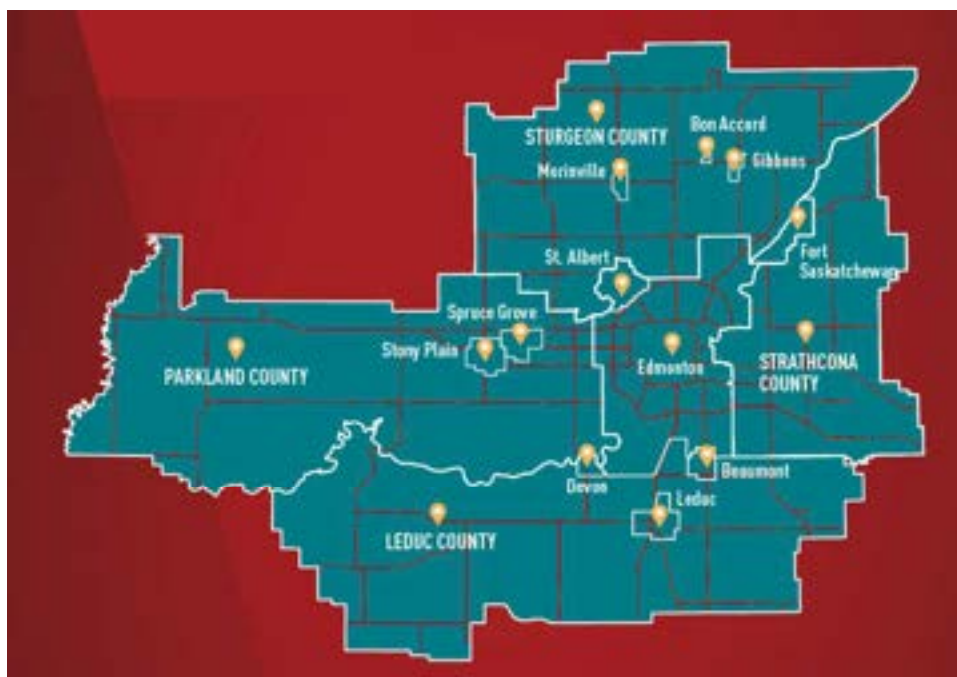 Bon Accord
STURGEON COUNTY
Gibbons
Morinville
St. Albert
Fort
Saskatchewan
Spruce Grove
Stony Plain
Edmonton
PARKLAND COUNTY
STRATHCONA
COUNTY
Beaumont
Devon
Leduc
LEDUC COUNTY